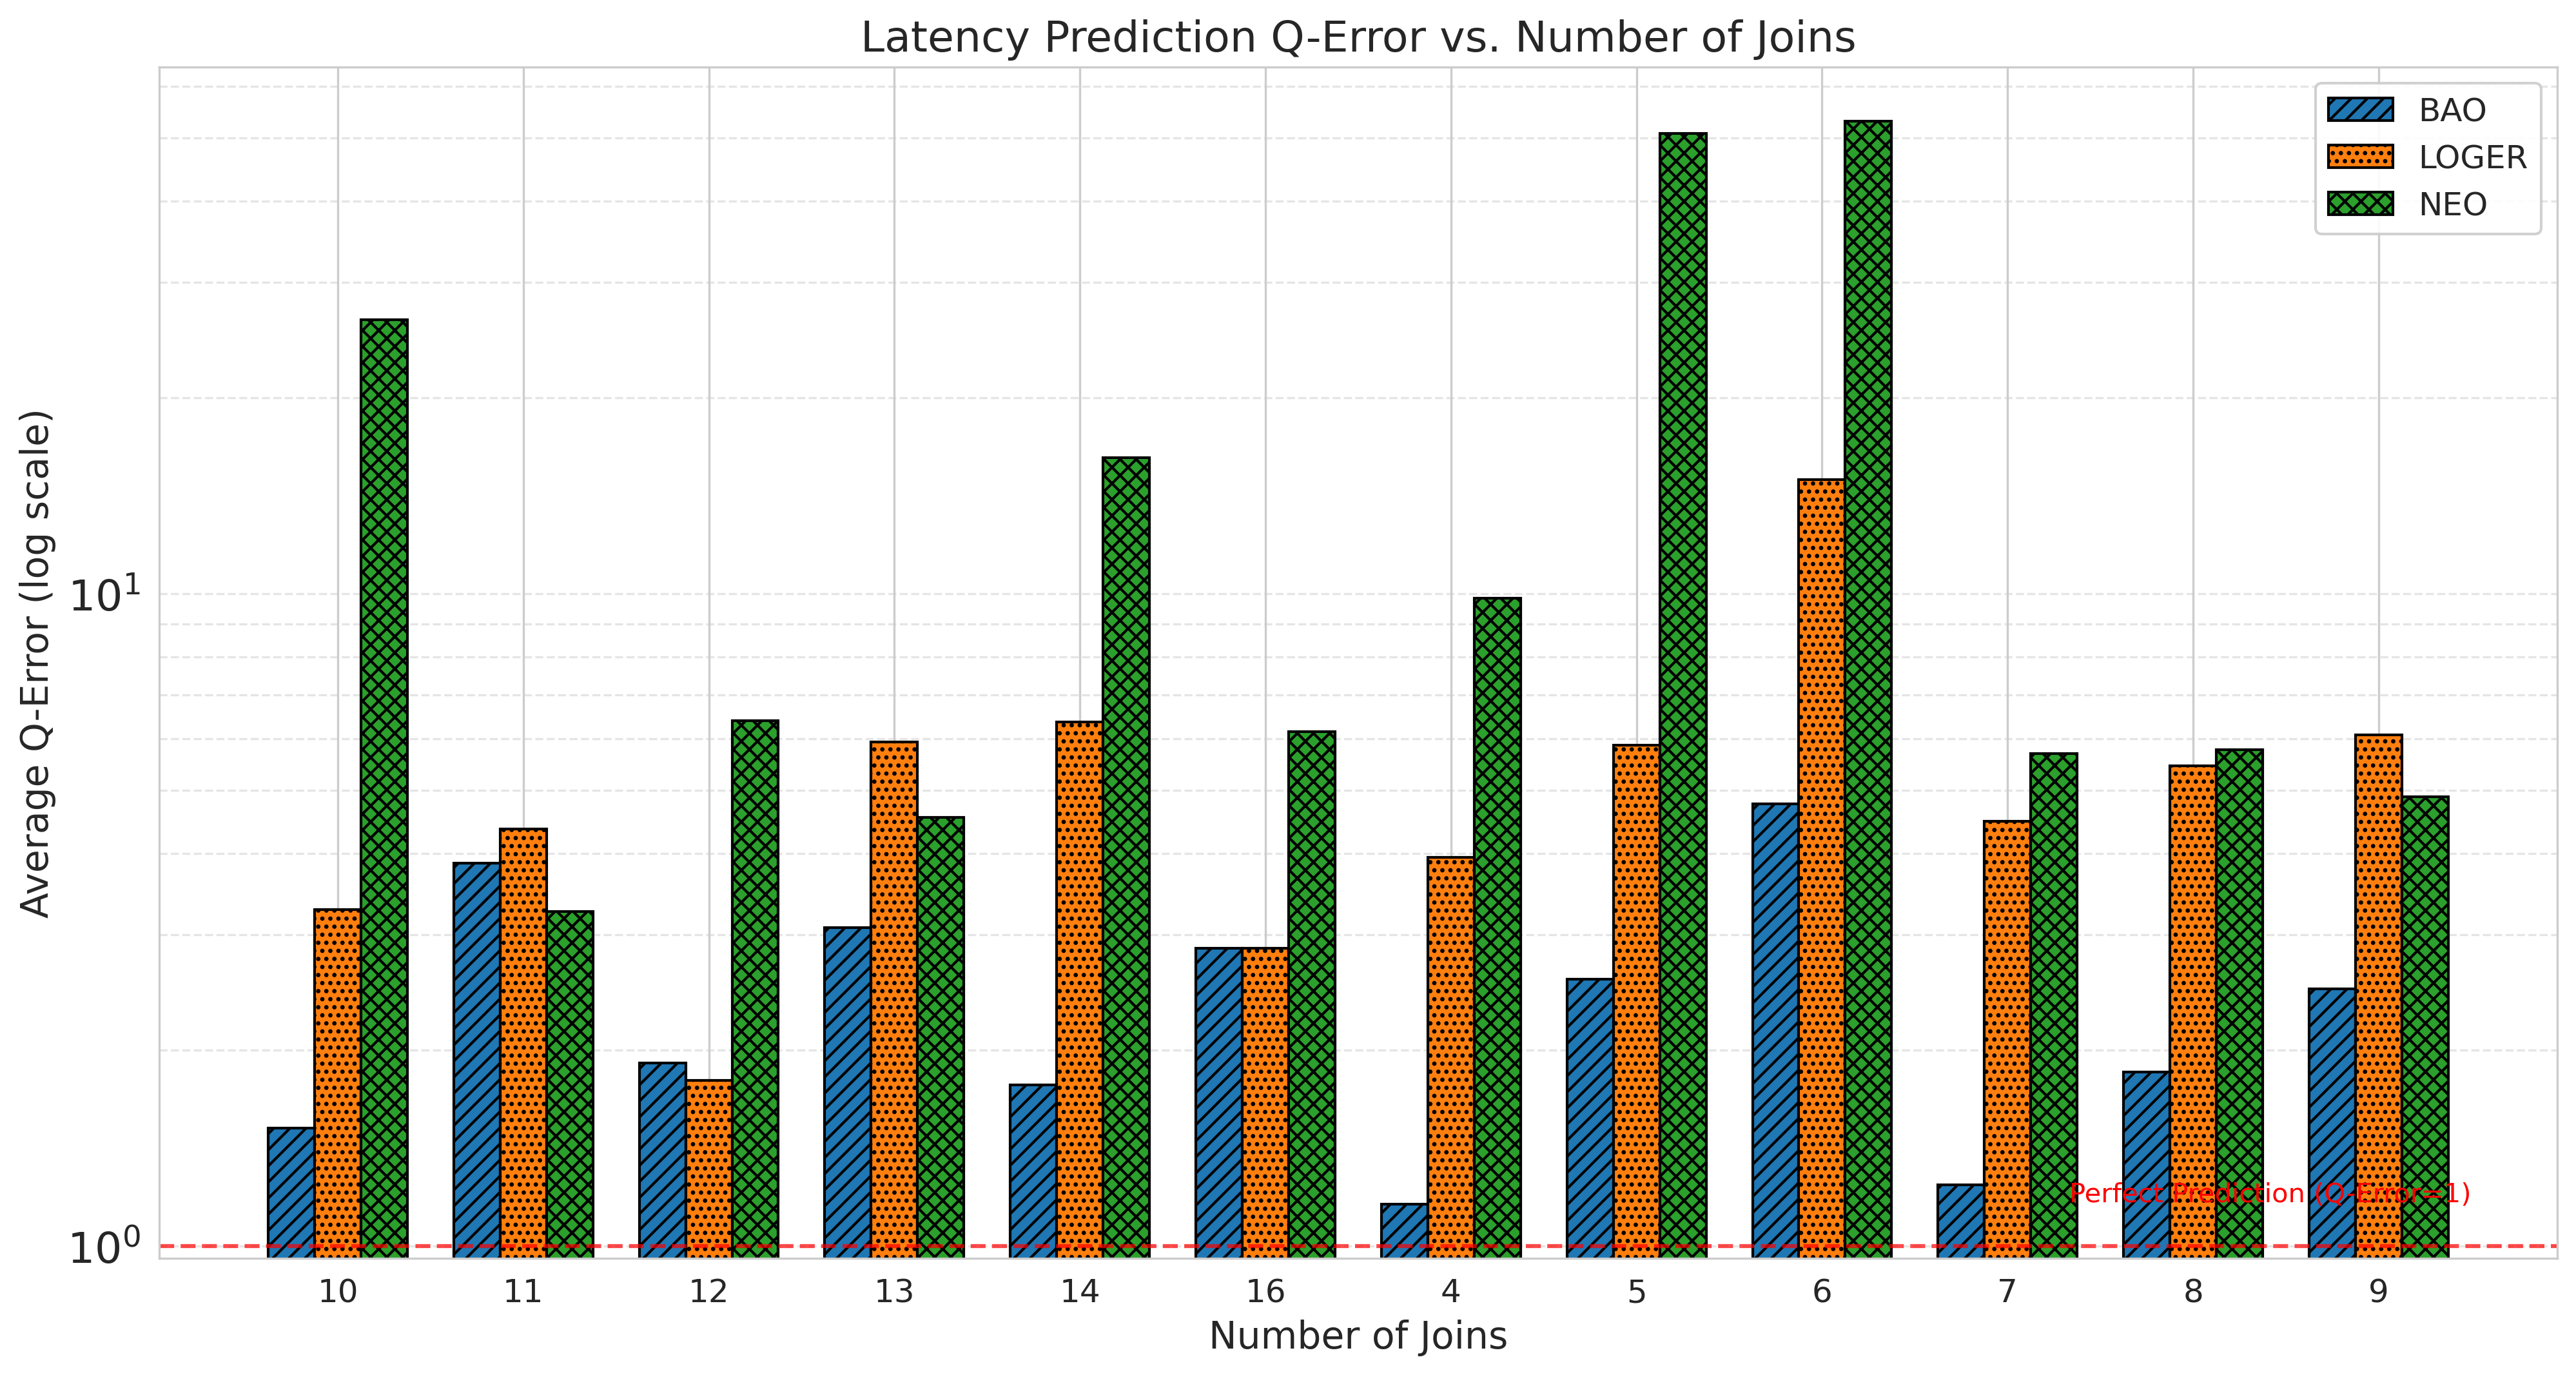 Latency Prediction Q-Error vs. Number of Joins
BAO
LOGER
NEO
Average Q-Error (log scale)
10¹
10⁰
Perfect Prediction (Q-Error=1)
10 11 12 13 14 16 4 5 6 7 8 9
Number of Joins